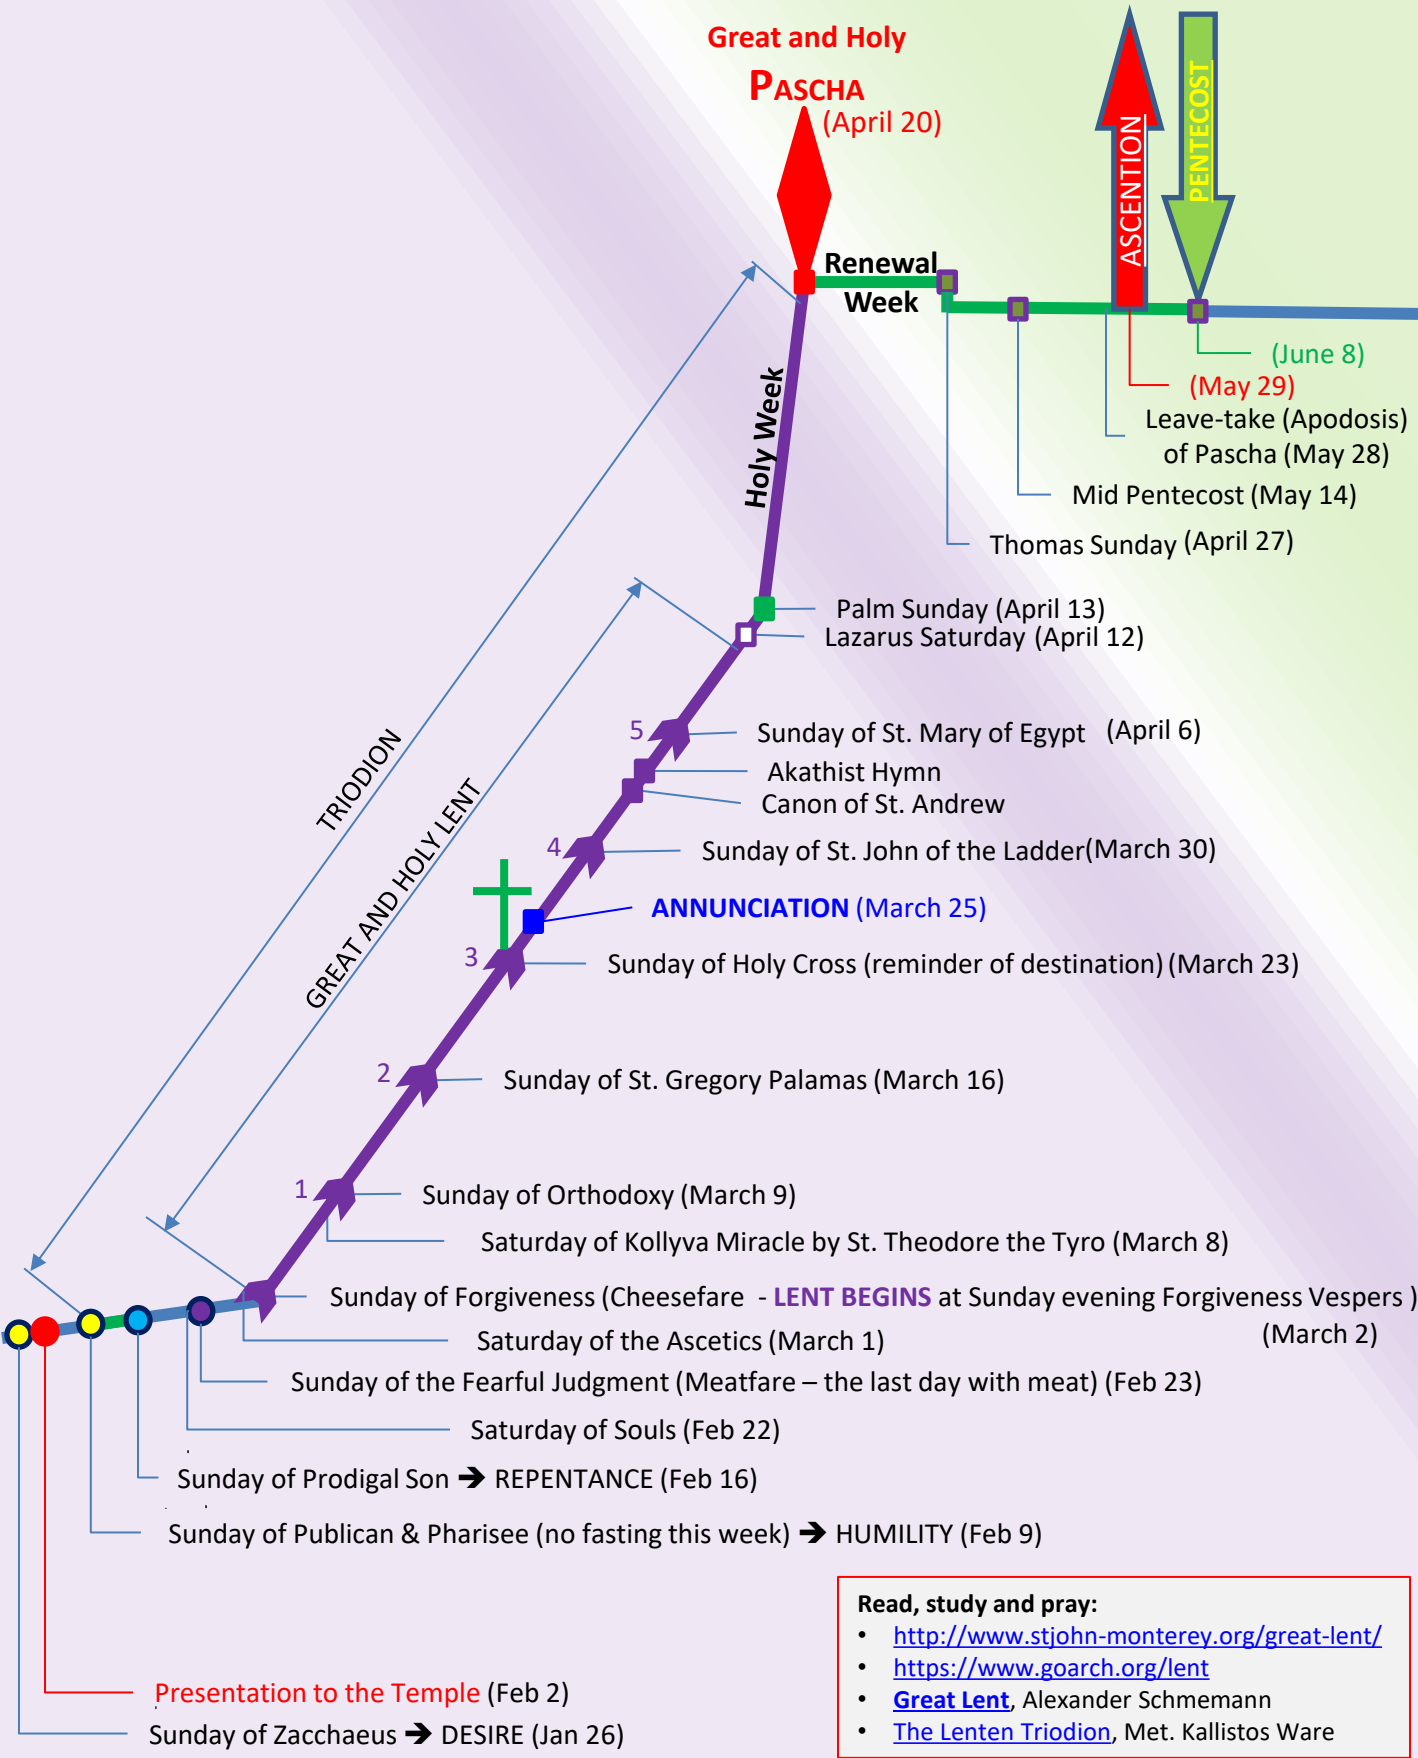 Great and Holy
PASCHA
(April 20)
ASCENTION
PENTECOST
Renewal
Week
(June 8)
(May 29)
Leave-take (Apodosis)
of Pascha (May 28)
Mid Pentecost (May 14)
Thomas Sunday (April 27)
Holy Week
Palm Sunday (April 13)
Lazarus Saturday (April 12)
5 Sunday of St. Mary of Egypt (April 6)
Akathist Hymn
Canon of St. Andrew
TRIODION
GREAT AND HOLY LENT
4 Sunday of St. John of the Ladder(March 30)
ANNUNCIATION (March 25)
3 Sunday of Holy Cross (reminder of destination) (March 23)
2 Sunday of St. Gregory Palamas (March 16)
1 Sunday of Orthodoxy (March 9)
Saturday of Kollyva Miracle by St. Theodore the Tyro (March 8)
Sunday of Forgiveness (Cheesefare - LENT BEGINS at Sunday evening Forgiveness Vespers )
(March 2)
Saturday of the Ascetics (March 1)
Sunday of the Fearful Judgment (Meatfare – the last day with meat) (Feb 23)
Saturday of Souls (Feb 22)
Sunday of Prodigal Son ➔ REPENTANCE (Feb 16)
Sunday of Publican & Pharisee (no fasting this week) ➔ HUMILITY (Feb 9)
Presentation to the Temple (Feb 2)
Sunday of Zacchaeus ➔ DESIRE (Jan 26)
Read, study and pray:
• http://www.stjohn-monterey.org/great-lent/
• https://www.goarch.org/lent
• Great Lent, Alexander Schmemann
• The Lenten Triodion, Met. Kallistos Ware